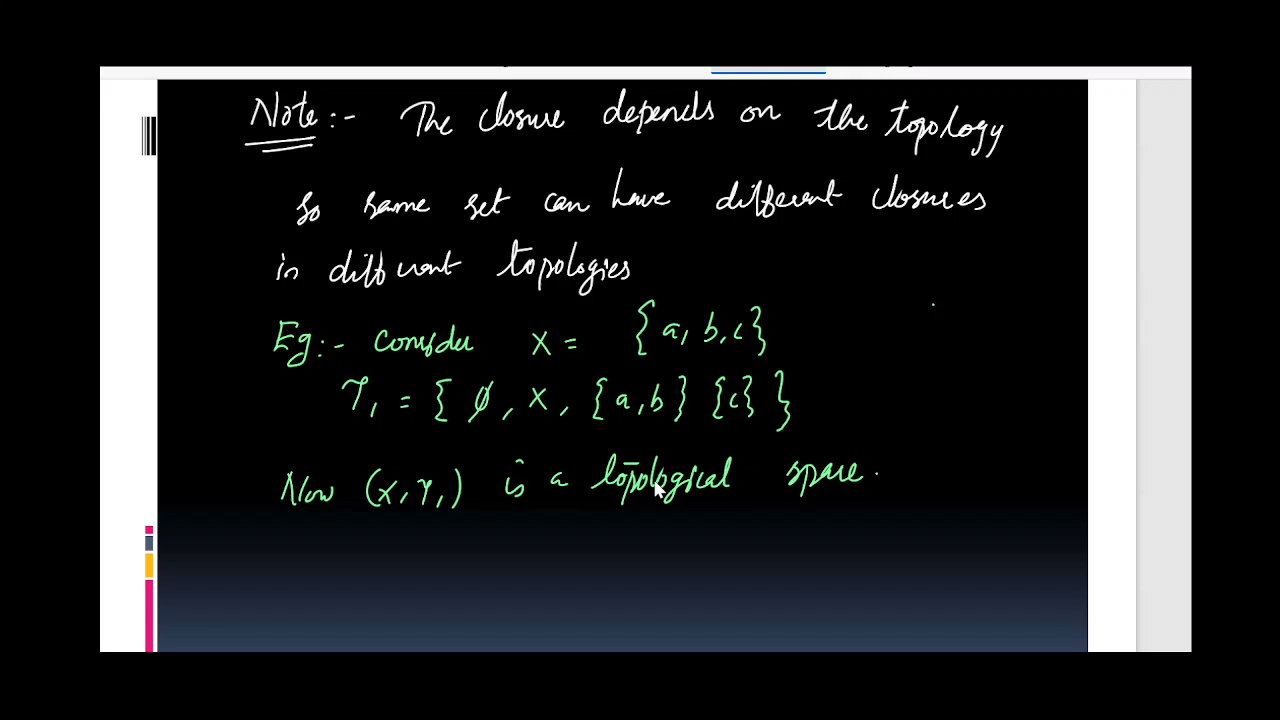 Note :- The closure depends on the topology
so same set can have different closures
in different topologies
Eg:- Consider X = {a, b, c}
τ₁ = { ∅, X, {a, b} {c} }
Now (X, τ₁) is a topological space.